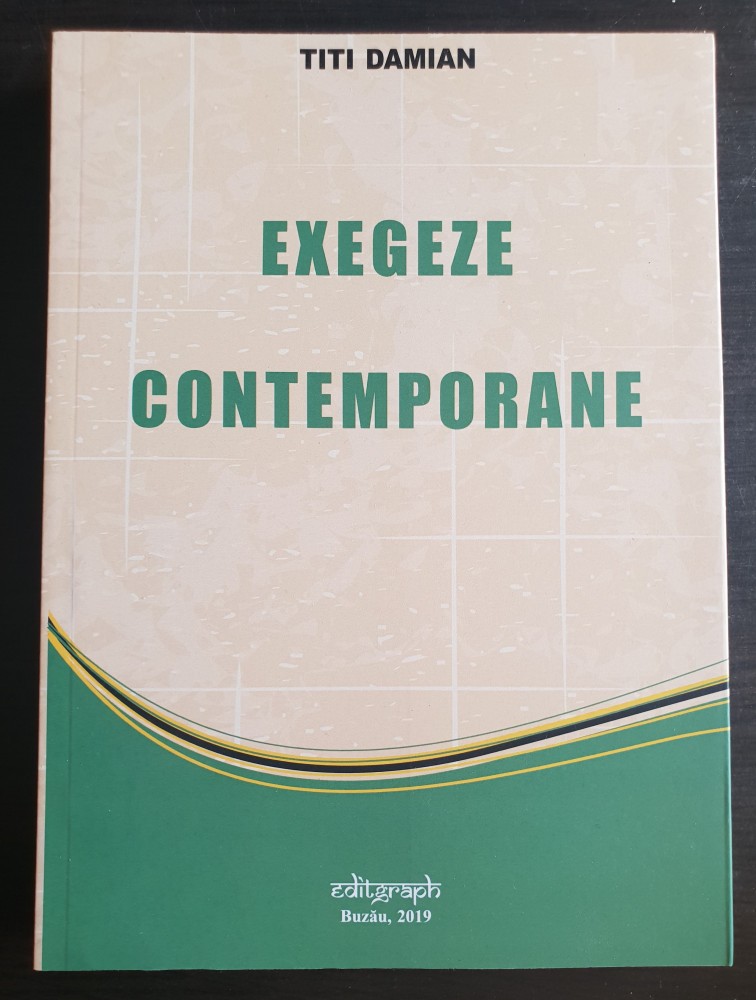 TITI DAMIAN
EXEGEZE
CONTEMPORANE
editgraph
Buzău, 2019